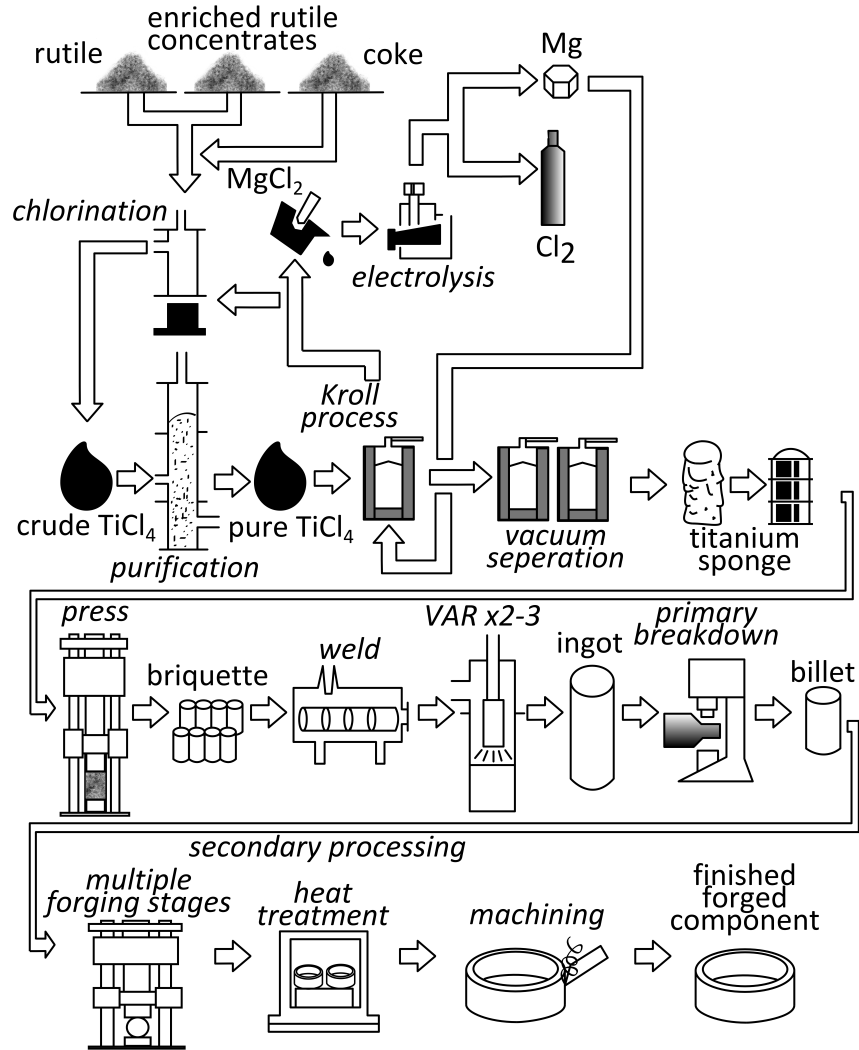 enriched rutile
concentrates
rutile
coke
Mg
MgCl₂
chlorination
Cl₂
electrolysis
Kroll
process
crude TiCl₄
pure TiCl₄
purification
vacuum
seperation
titanium
sponge
press
briquette
weld
VAR x2-3
ingot
primary
breakdown
billet
secondary processing
multiple
forging stages
heat
treatment
machining
finished
forged
component